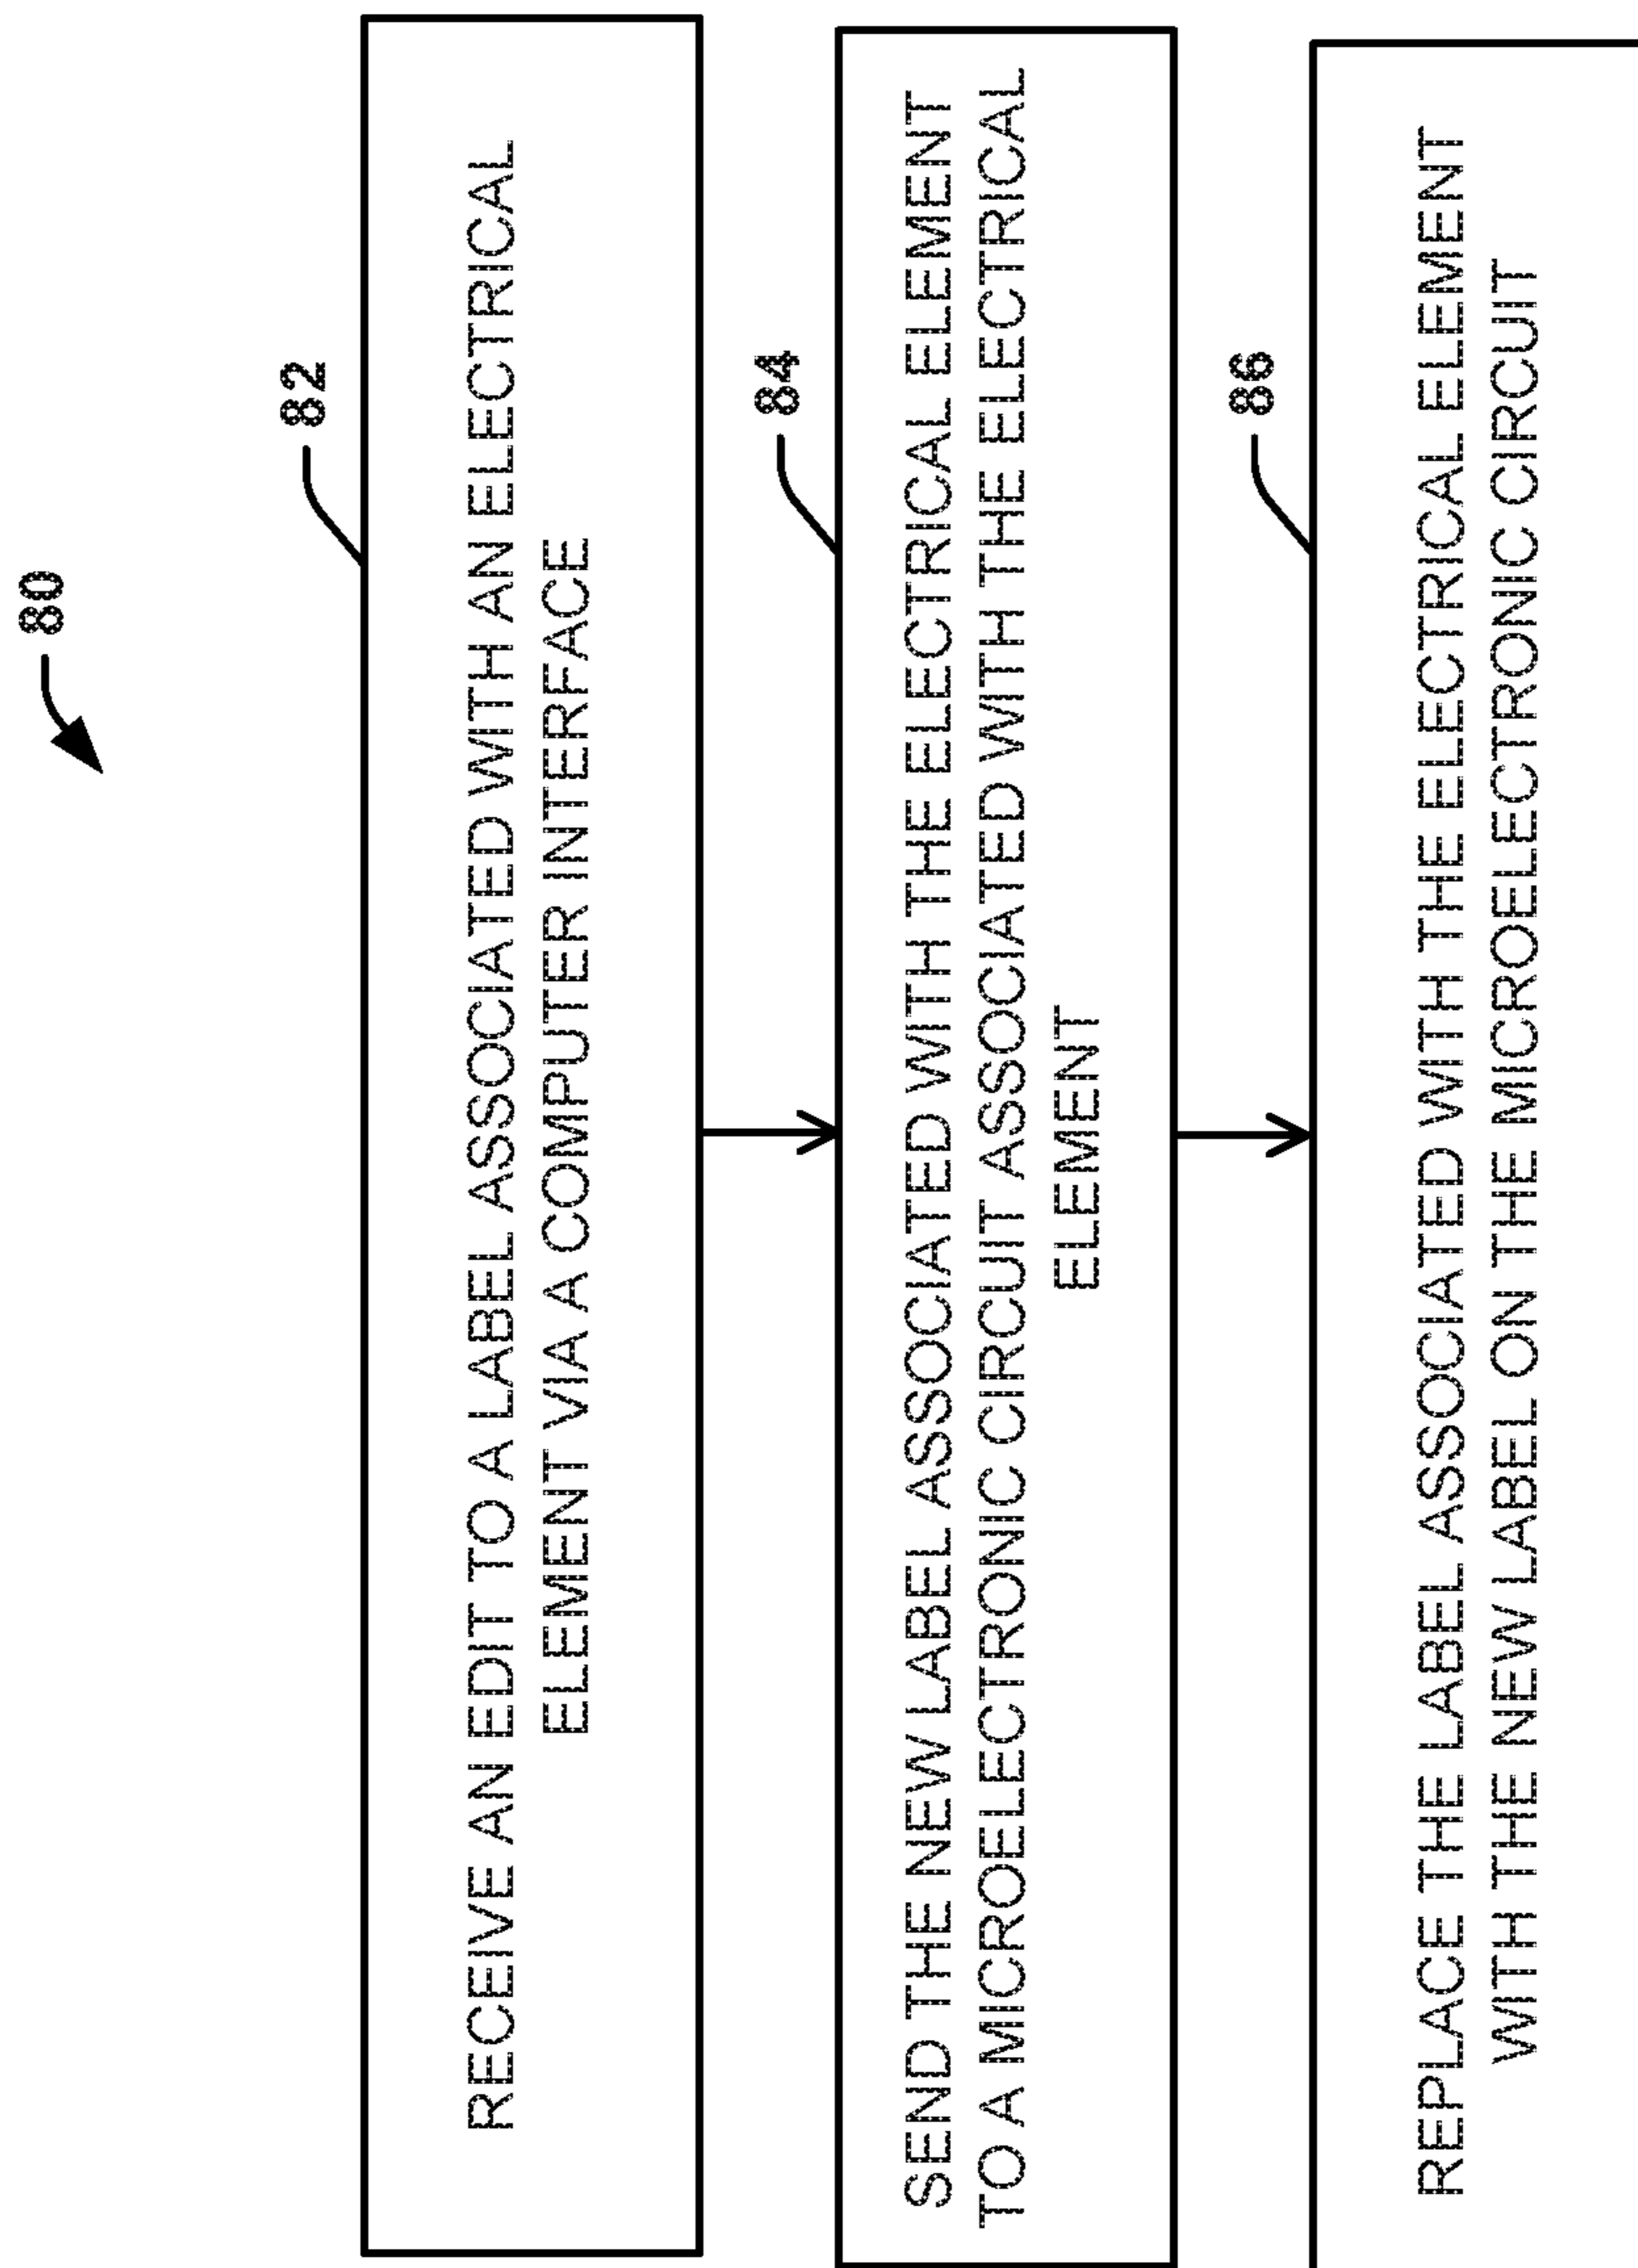 80
82
RECEIVE AN EDIT TO A LABEL ASSOCIATED WITH AN ELECTRICAL
ELEMENT VIA A COMPUTER INTERFACE
84
SEND THE NEW LABEL ASSOCIATED WITH THE ELECTRICAL ELEMENT
TO A MICROELECTRONIC CIRCUIT ASSOCIATED WITH THE ELECTRICAL
ELEMENT
86
REPLACE THE LABEL ASSOCIATED WITH THE ELECTRICAL ELEMENT
WITH THE NEW LABEL ON THE MICROELECTRONIC CIRCUIT